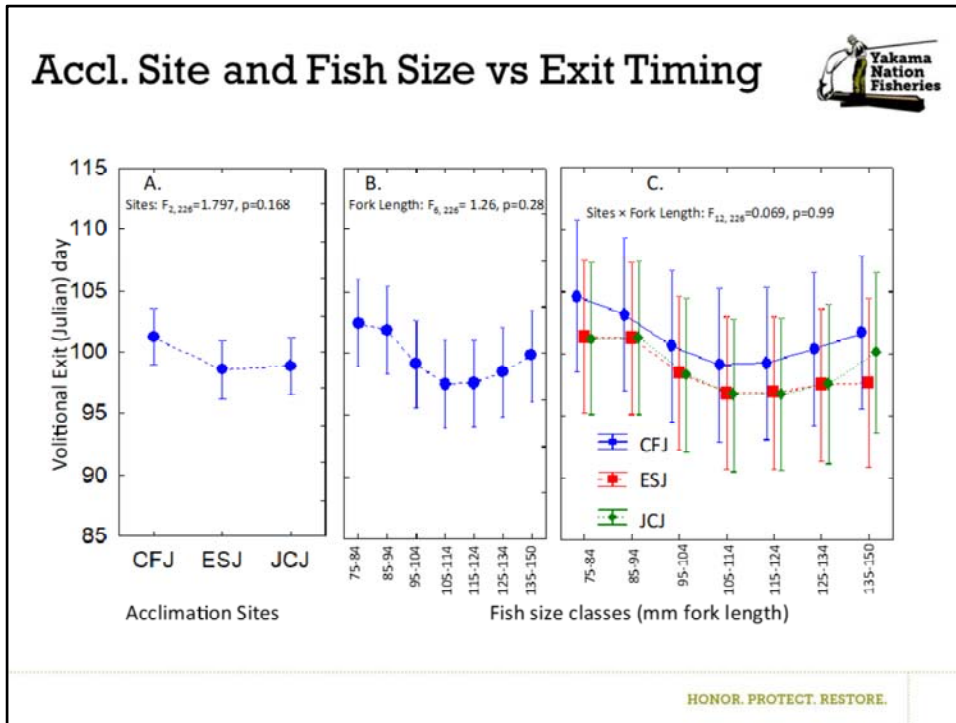 Accl. Site and Fish Size vs Exit Timing
Yakama
Nation
Fisheries
Volitional Exit (Julian) day
115
110
105
100
95
90
85
A.
Sites: F2, 226=1.797, p=0.168
CFJ ESJ JCJ
Acclimation Sites
B.
Fork Length: F6, 226= 1.26, p=0.28
75-84
85-94
95-104
105-114
115-124
125-134
135-150
C.
Sites × Fork Length: F12, 226=0.069, p=0.99
CFJ
ESJ
JCJ
75-84
85-94
95-104
105-114
115-124
125-134
135-150
Fish size classes (mm fork length)
HONOR. PROTECT. RESTORE.